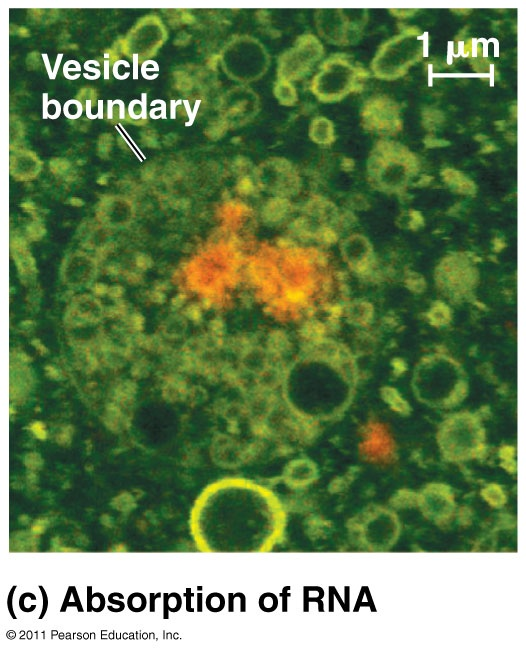 1 μm
Vesicle
boundary
(c) Absorption of RNA
© 2011 Pearson Education, Inc.